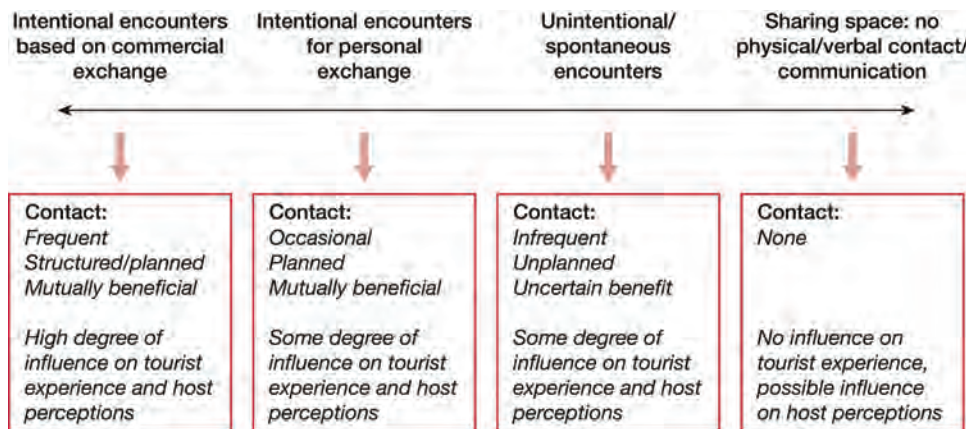 Intentional encounters
based on commercial
exchange
Intentional encounters
for personal
exchange
Unintentional/
spontaneous
encounters
Sharing space: no
physical/verbal contact/
communication
Contact:
Frequent
Structured/planned
Mutually beneficial
High degree of
influence on tourist
experience and host
perceptions
Contact:
Occasional
Planned
Mutually beneficial
Some degree of
influence on tourist
experience and host
perceptions
Contact:
Infrequent
Unplanned
Uncertain benefit
Some degree of
influence on tourist
experience and host
perceptions
Contact:
None
No influence on
tourist experience,
possible influence
on host perceptions